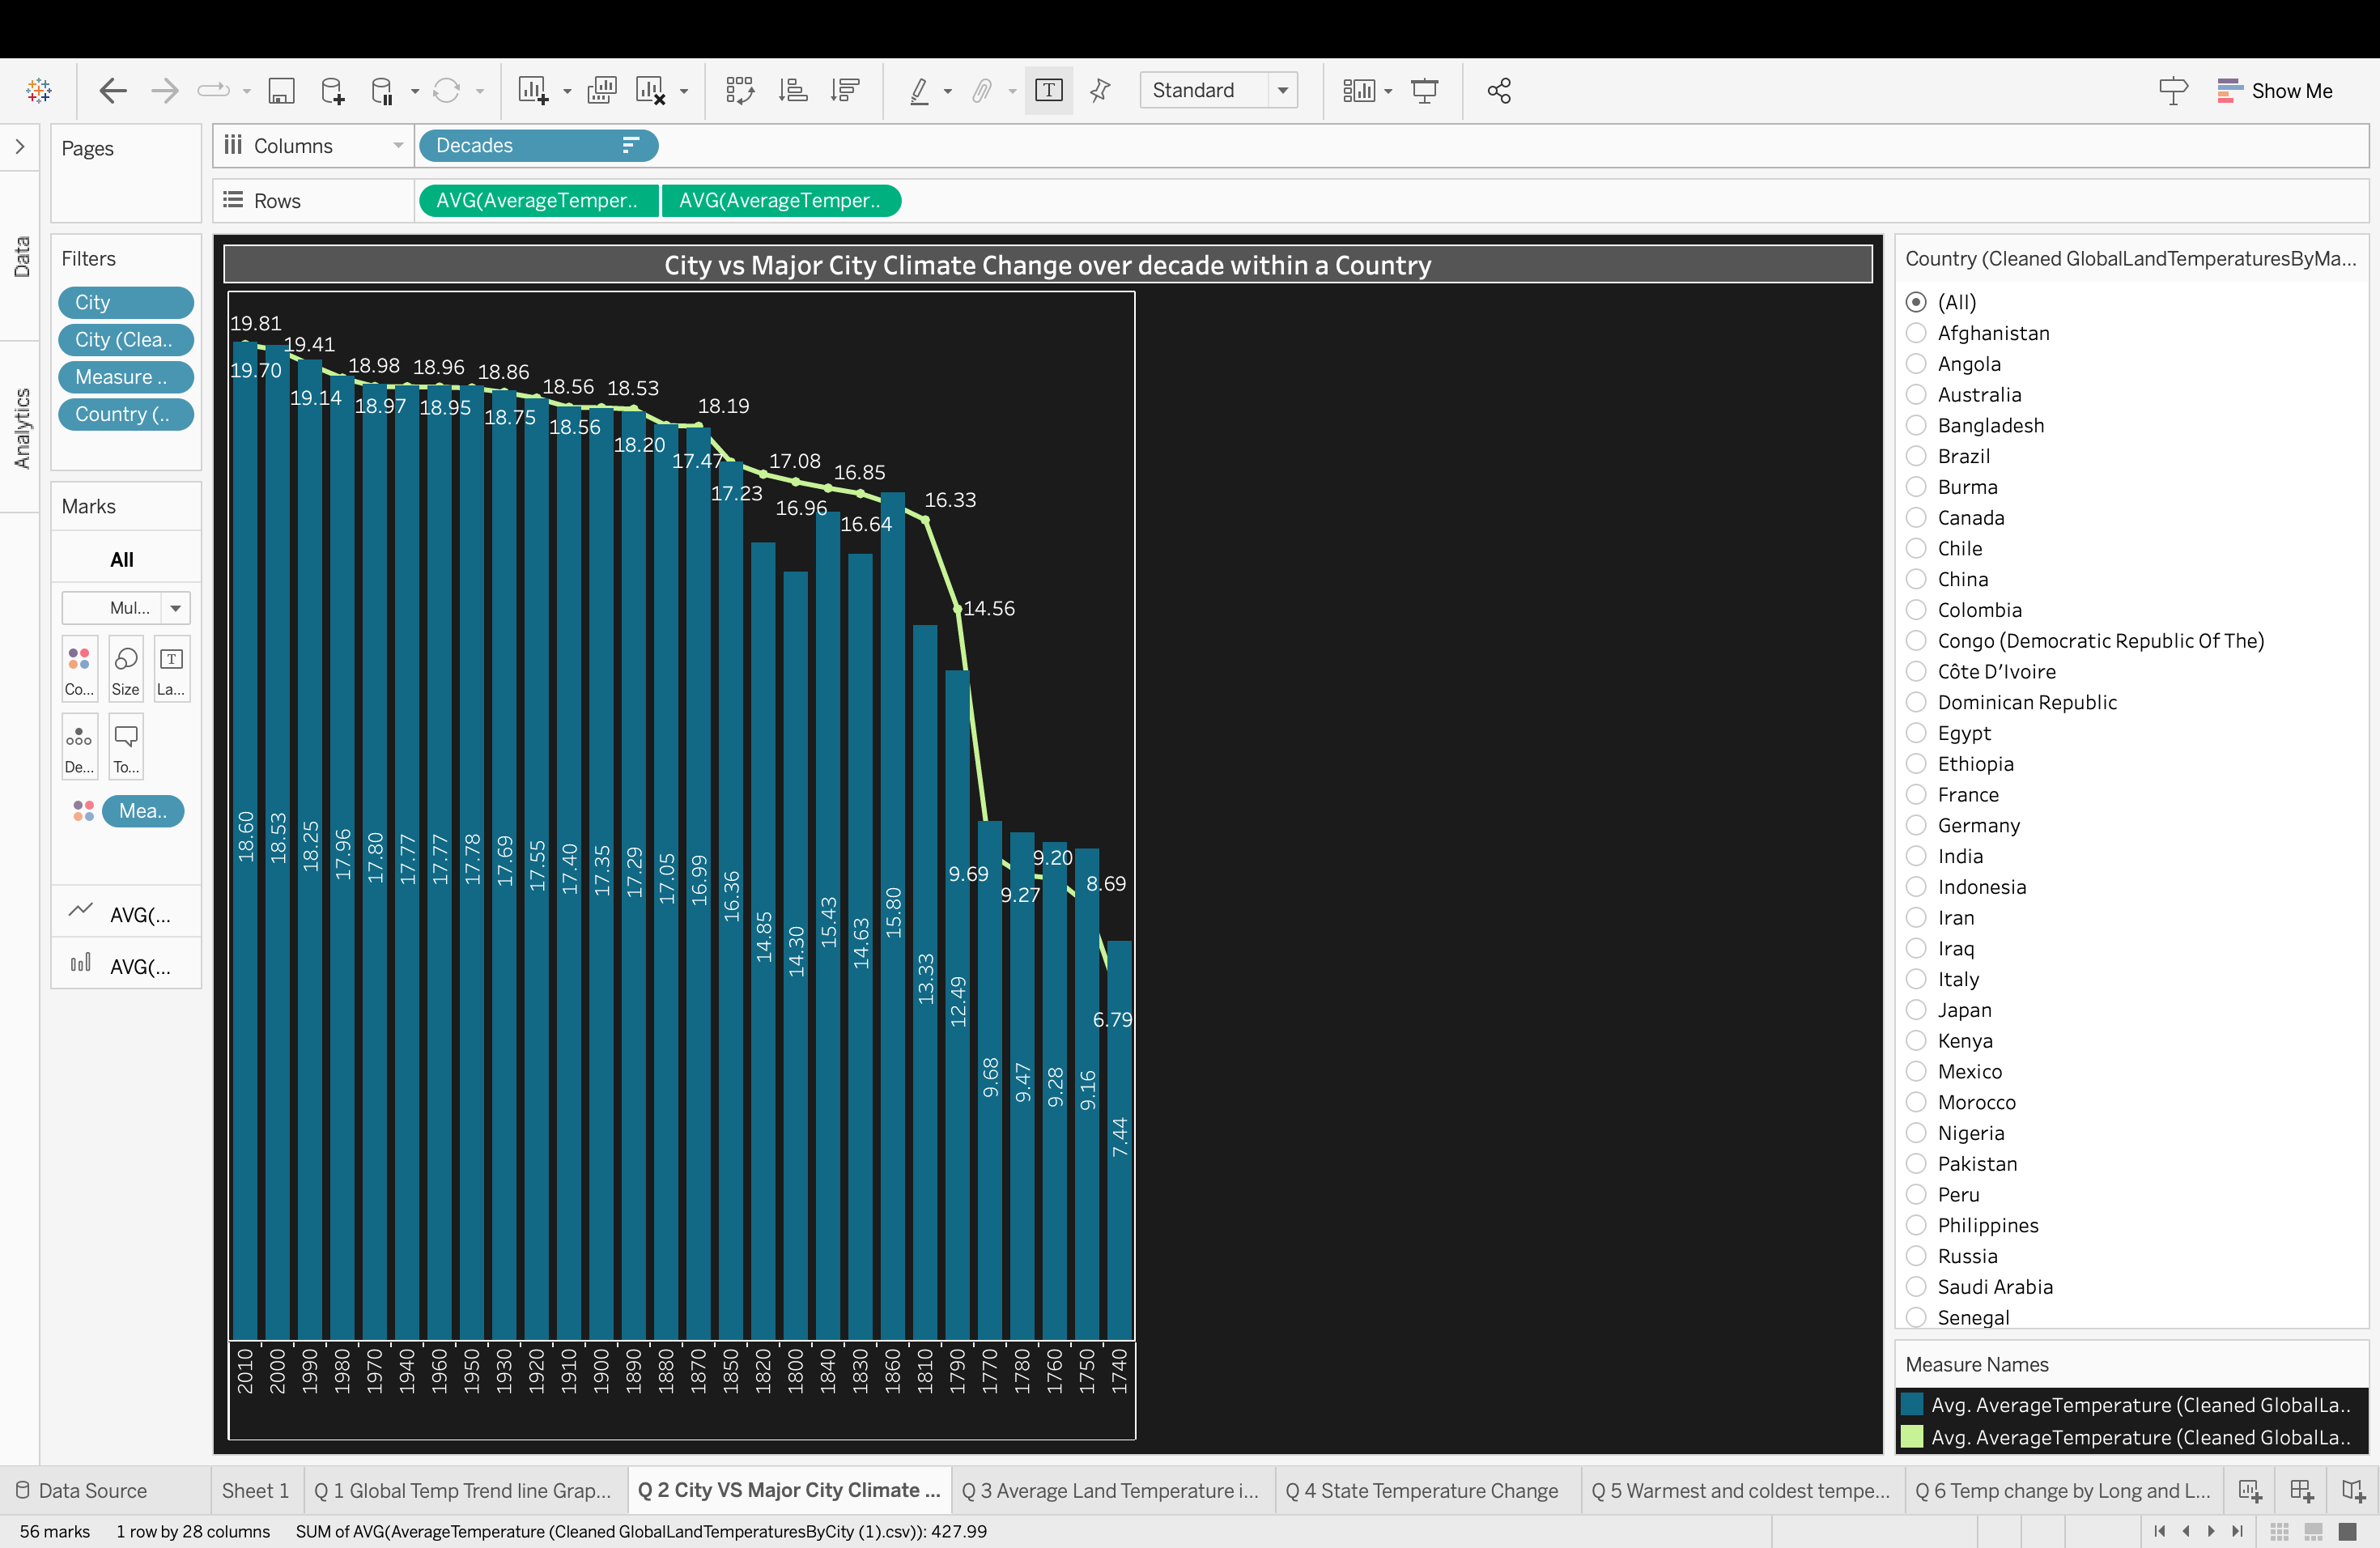 Standard
Show Me
Pages
Columns
Decades
Rows
AVG(AverageTemper..
AVG(AverageTemper..
Data
Analytics
Filters
City
City (Clea..
Measure ..
Country (..
Marks
All
Mul...
Co...
Size
La...
De...
To...
Mea..
AVG(...
AVG(...
City vs Major City Climate Change over decade within a Country
19.81
19.70
19.41
19.14
18.98
18.97
18.96
18.95
18.86
18.75
18.56
18.56
18.53
18.20
18.19
17.47
17.23
17.08
16.96
16.85
16.64
16.33
14.56
9.69
9.27
9.20
8.69
6.79
18.60
18.53
18.25
17.96
17.80
17.77
17.77
17.78
17.69
17.55
17.40
17.35
17.29
17.05
16.99
16.36
14.85
14.30
15.43
14.63
15.80
13.33
12.49
9.68
9.47
9.28
9.16
7.44
2010
2000
1990
1980
1970
1940
1960
1950
1930
1920
1910
1900
1890
1880
1870
1850
1820
1800
1840
1830
1860
1810
1790
1770
1780
1760
1750
1740
Country (Cleaned GlobalLandTemperaturesByMa...
(All)
Afghanistan
Angola
Australia
Bangladesh
Brazil
Burma
Canada
Chile
China
Colombia
Congo (Democratic Republic Of The)
Côte D’Ivoire
Dominican Republic
Egypt
Ethiopia
France
Germany
India
Indonesia
Iran
Iraq
Italy
Japan
Kenya
Mexico
Morocco
Nigeria
Pakistan
Peru
Philippines
Russia
Saudi Arabia
Senegal
Measure Names
Avg. AverageTemperature (Cleaned GlobalLa..
Avg. AverageTemperature (Cleaned GlobalLa..
Data Source
Sheet 1
Q 1 Global Temp Trend line Grap...
Q 2 City VS Major City Climate ...
Q 3 Average Land Temperature i...
Q 4 State Temperature Change
Q 5 Warmest and coldest tempe...
Q 6 Temp change by Long and L...
56 marks
1 row by 28 columns
SUM of AVG(AverageTemperature (Cleaned GlobalLandTemperaturesByCity (1).csv)): 427.99